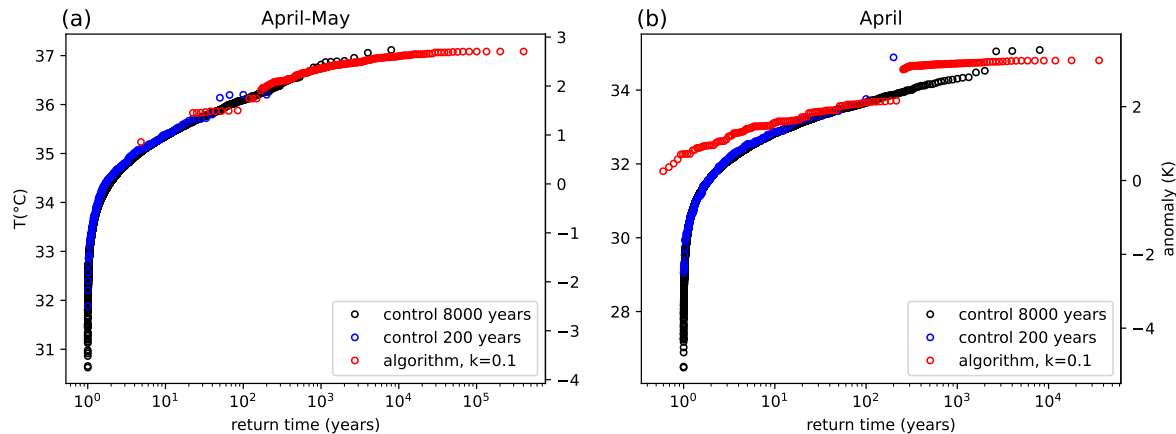 (a) April-May
T(°C)
37
36
35
34
33
32
31
3
2
1
0
−1
−2
−3
−4
control 8000 years
control 200 years
algorithm, k=0.1
10⁰ 10¹ 10² 10³ 10⁴ 10⁵
return time (years)
(b) April
34
32
30
28
2
0
−2
−4
anomaly (K)
control 8000 years
control 200 years
algorithm, k=0.1
10⁰ 10¹ 10² 10³ 10⁴
return time (years)